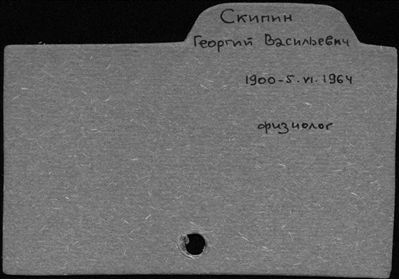 Скипин
Георгий Васильевич
1900-5.VI.1964
физиолог